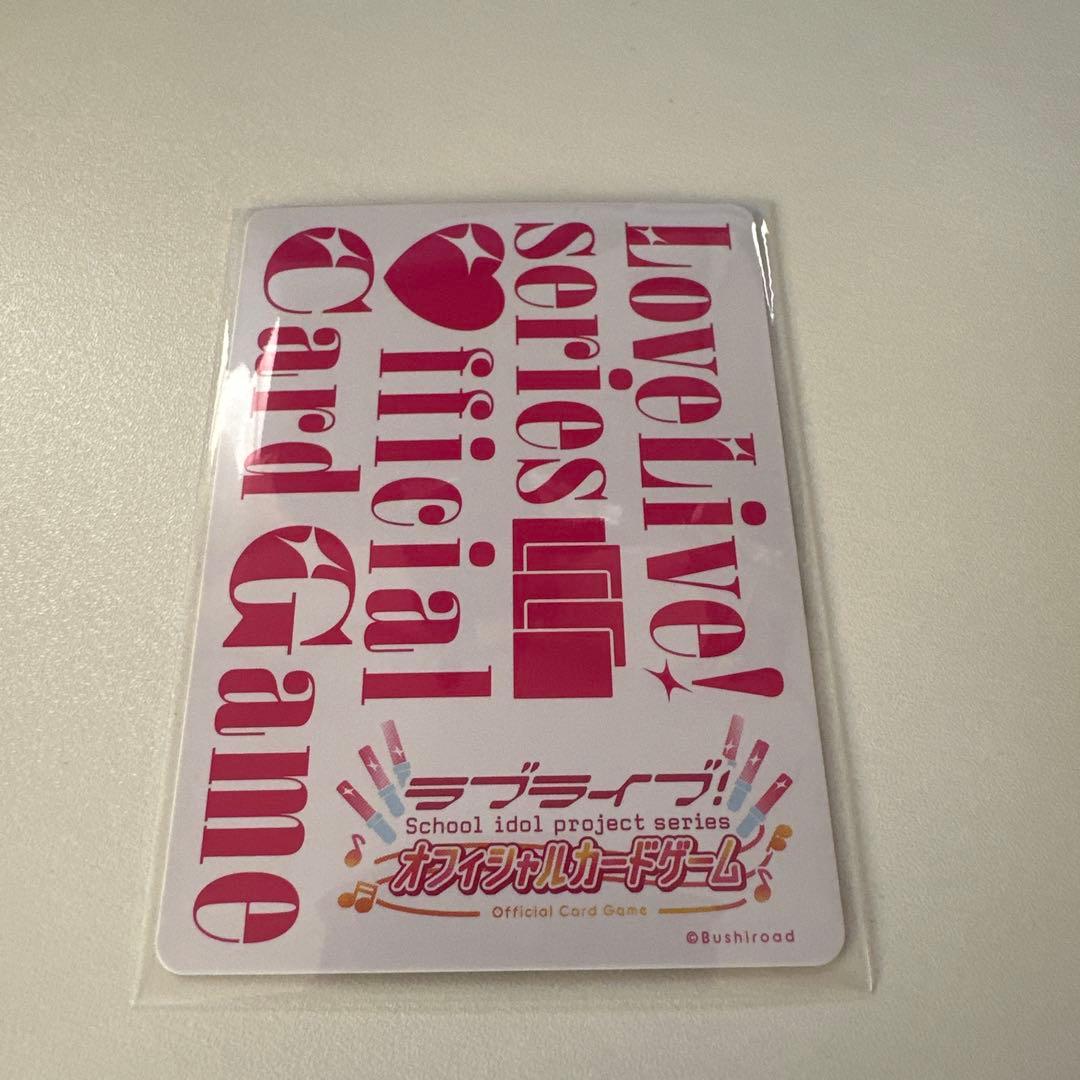 LoveLive!
series
♥fficial
Card Game
ラブライブ!
School idol project series
オフィシャルカードゲーム
Official Card Game
©Bushiroad